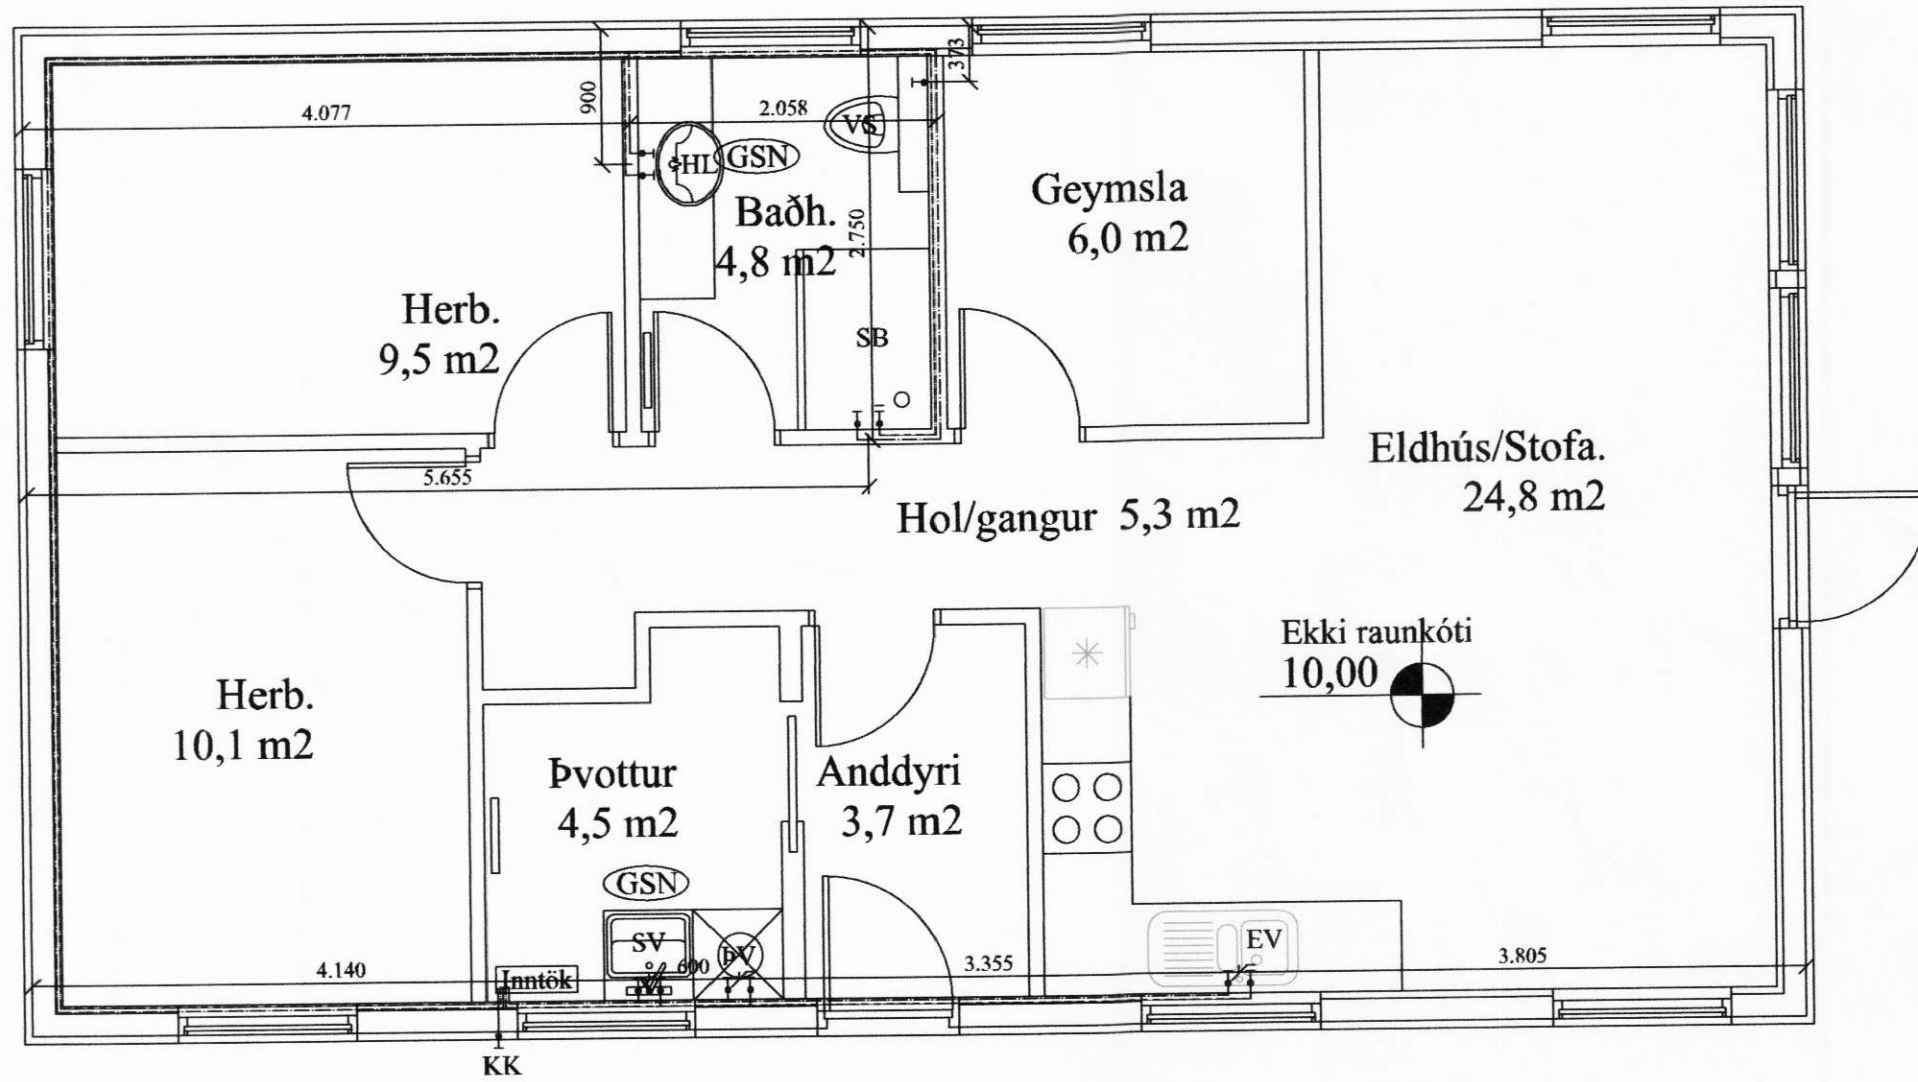 373
900
4.077
2.058
VS
HL
GSN
Geymsla
6,0 m2
Baðh.
4,8 m2
2.750
Herb.
9,5 m2
SB
Eldhús/Stofa.
24,8 m2
5.655
Hol/gangur 5,3 m2
Ekki raunkóti
10,00
Herb.
10,1 m2
Þvottur
4,5 m2
Anddyri
3,7 m2
GSN
SV
ÞV
EV
4.140
Inntök
600
3.355
3.805
KK